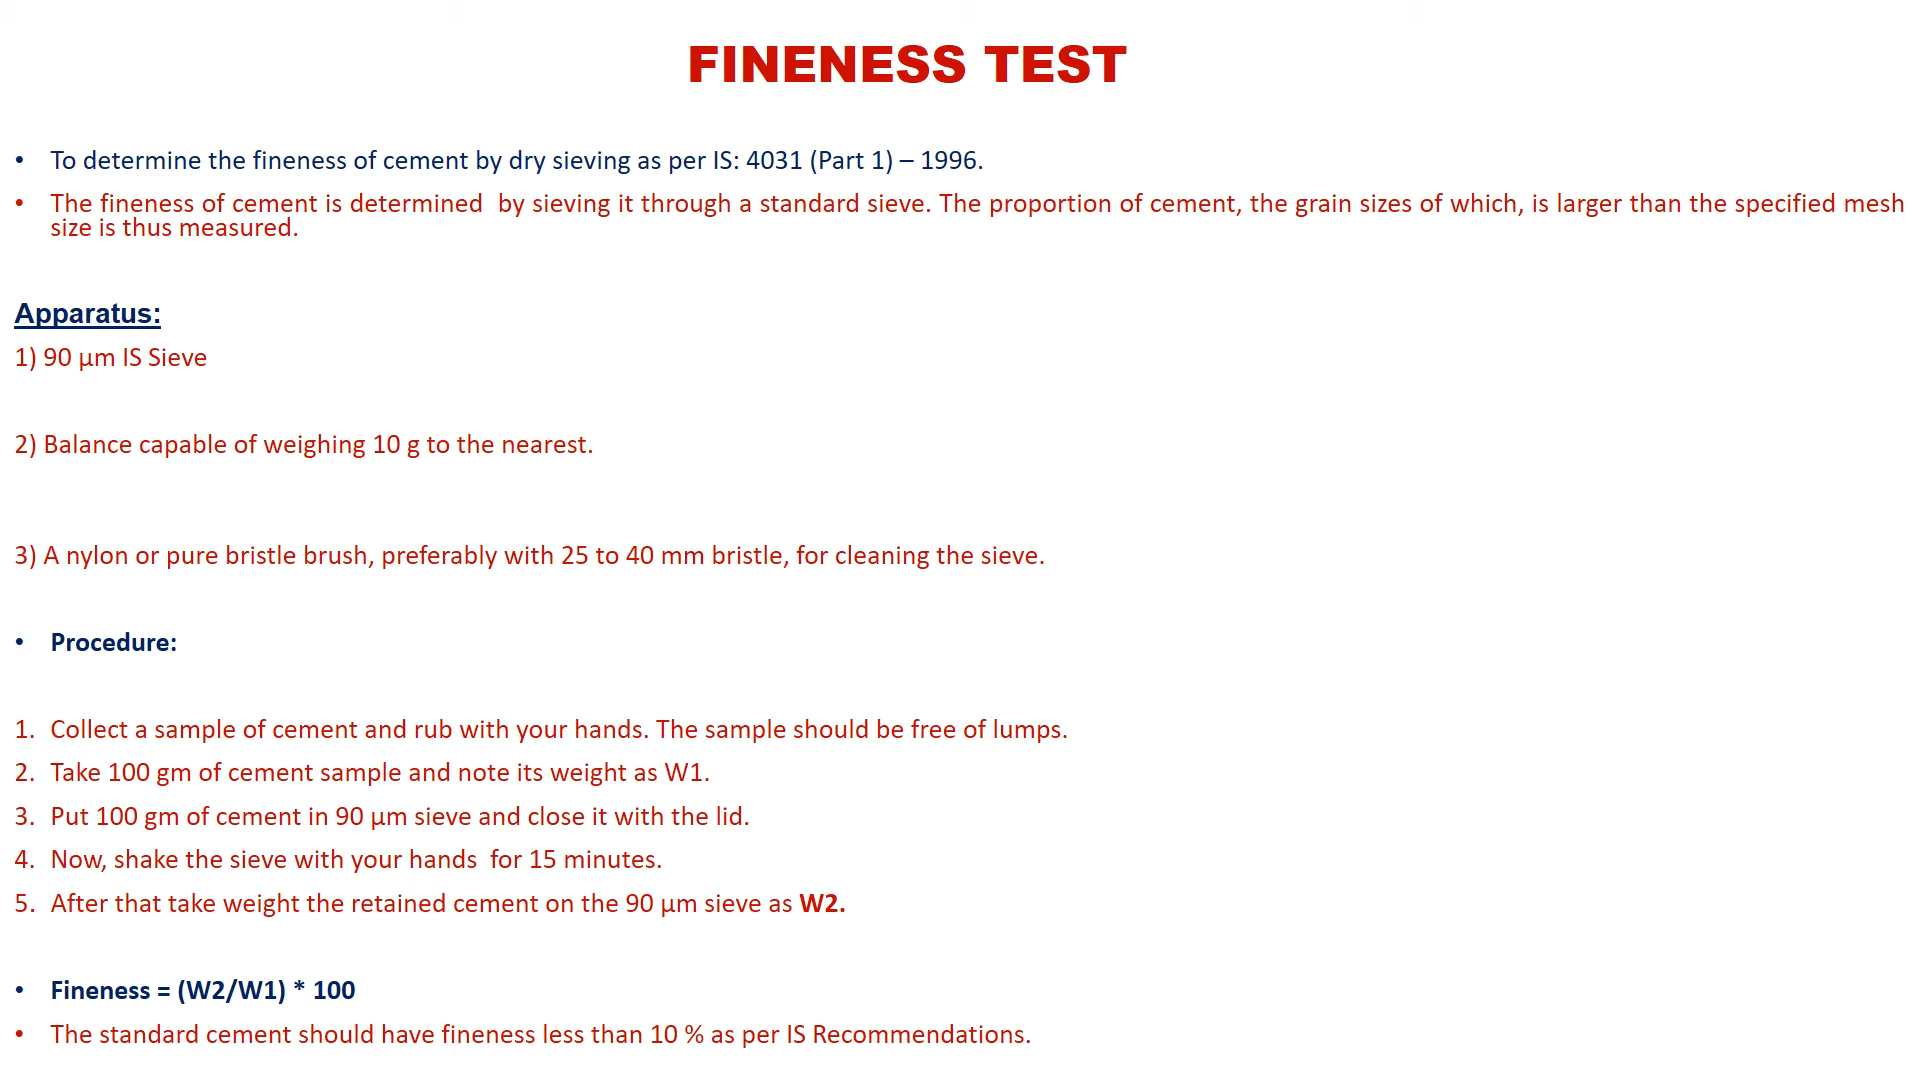 FINENESS TEST
• To determine the fineness of cement by dry sieving as per IS: 4031 (Part 1) – 1996.
• The fineness of cement is determined  by sieving it through a standard sieve. The proportion of cement, the grain sizes of which, is larger than the specified mesh
size is thus measured.
Apparatus:
1) 90 µm IS Sieve
2) Balance capable of weighing 10 g to the nearest.
3) A nylon or pure bristle brush, preferably with 25 to 40 mm bristle, for cleaning the sieve.
• Procedure:
1. Collect a sample of cement and rub with your hands. The sample should be free of lumps.
2. Take 100 gm of cement sample and note its weight as W1.
3. Put 100 gm of cement in 90 µm sieve and close it with the lid.
4. Now, shake the sieve with your hands  for 15 minutes.
5. After that take weight the retained cement on the 90 µm sieve as W2.
• Fineness = (W2/W1) * 100
• The standard cement should have fineness less than 10 % as per IS Recommendations.